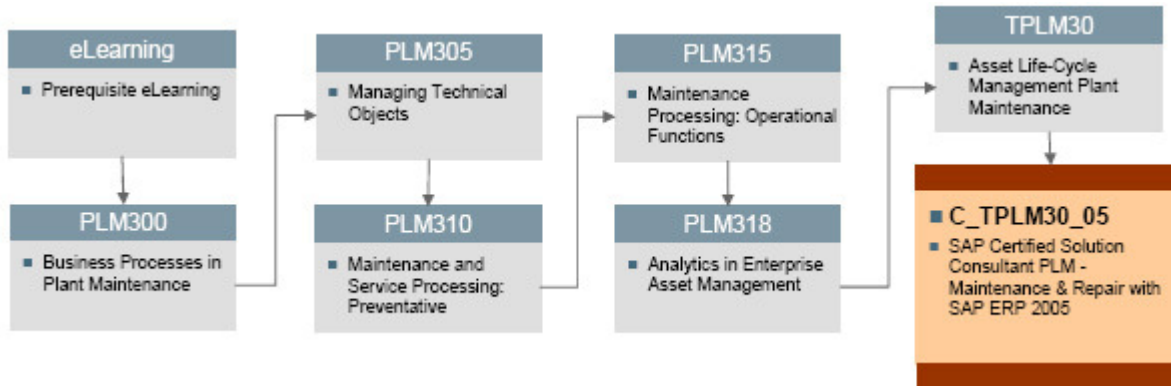 eLearning
▪ Prerequisite eLearning
PLM300
▪ Business Processes in
Plant Maintenance
PLM305
▪ Managing Technical
Objects
PLM310
▪ Maintenance and
Service Processing:
Preventative
PLM315
▪ Maintenance
Processing: Operational
Functions
PLM318
▪ Analytics in Enterprise
Asset Management
TPLM30
▪ Asset Life-Cycle
Management Plant
Maintenance
▪ C_TPLM30_05
▪ SAP Certified Solution
Consultant PLM -
Maintenance & Repair with
SAP ERP 2005